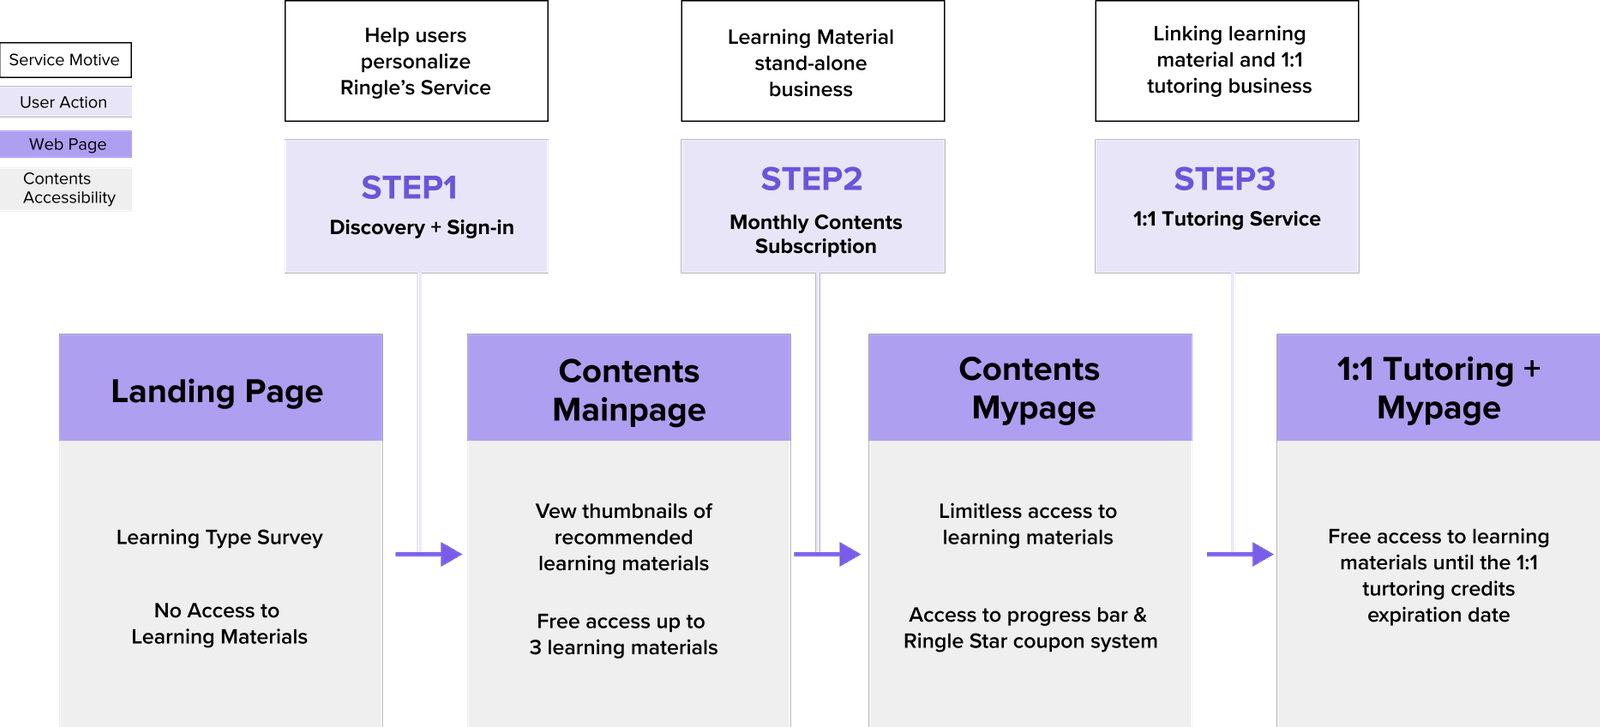 Service Motive
User Action
Web Page
Contents
Accessibility
Help users
personalize
Ringle's Service
Learning Material
stand-alone
business
Linking learning
material and 1:1
tutoring business
STEP1
Discovery + Sign-in
STEP2
Monthly Contents
Subscription
STEP3
1:1 Tutoring Service
Landing Page
Learning Type Survey
No Access to
Learning Materials
Contents
Mainpage
Vew thumbnails of
recommended
learning materials
Free access up to
3 learning materials
Contents
Mypage
Limitless access to
learning materials
Access to progress bar &
Ringle Star coupon system
1:1 Tutoring +
Mypage
Free access to learning
materials until the 1:1
turtoring credits
expiration date